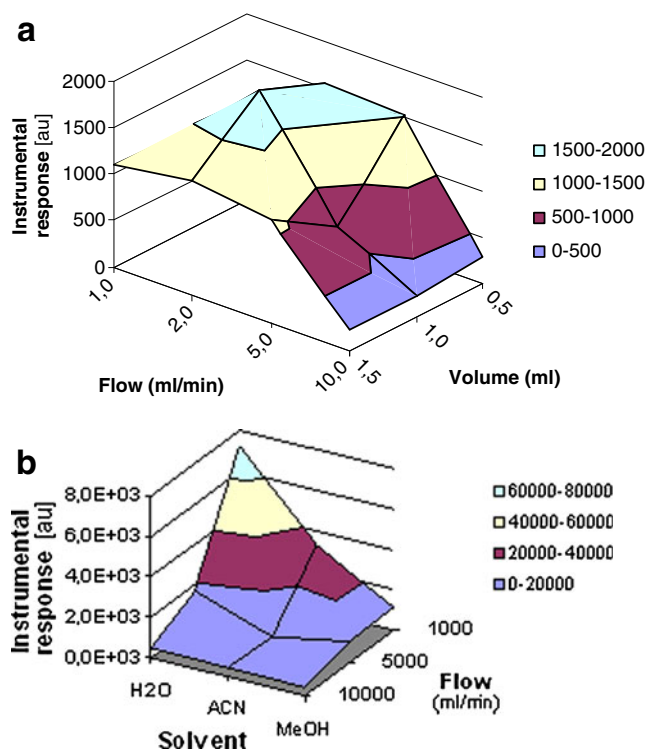 a
2000
1500
1000
500
0
Instrumental
response [au]
1,0
2,0
5,0
10,0
Flow (ml/min)
1,5
1,0
0,5
Volume (ml)
1500-2000
1000-1500
500-1000
0-500
b
8,0E+03
6,0E+03
4,0E+03
2,0E+03
0,0E+03
Instrumental
response [au]
H2O
ACN
MeOH
Solvent
1000
5000
10000
Flow
(ml/min)
60000-80000
40000-60000
20000-40000
0-20000